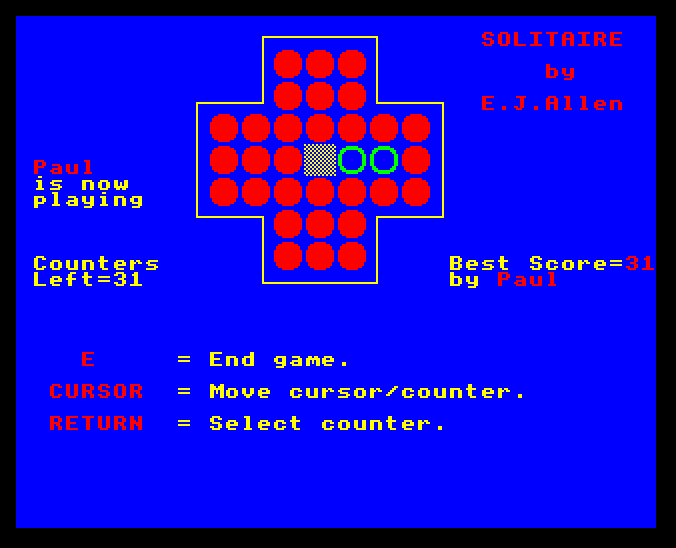 SOLITAIRE
by
E.J.Allen
Paul
is now
playing
Counters
Left=31
Best Score=31
by Paul
E = End game.
CURSOR = Move cursor/counter.
RETURN = Select counter.